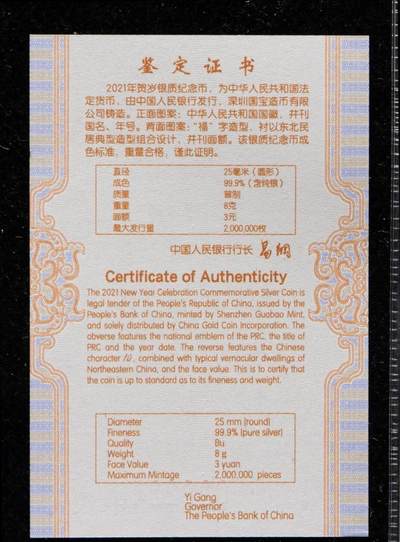 鉴定证书
2021年贺岁银质纪念币，为中华人民共和国法
定货币，由中国人民银行发行，深圳国宝造币有限
公司铸造。正面图案：中华人民共和国国徽，并刊
国名、年号。背面图案：“福”字造型，衬以东北民
居典型造型组合设计，并刊面额。该银质纪念币成
色标准，重量合格，谨此证明。
直径 25毫米（圆形）
成色 99.9%（含纯银）
质量 普制
重量 8克
面额 3元
最大发行量 2,000,000枚
中国人民银行行长 易纲
Certificate of Authenticity
The 2021 New Year Celebration Commemorative Silver Coin is
legal tender of the People's Republic of China, issued by the
People's Bank of China, minted by Shenzhen Guobao Mint,
and solely distributed by China Gold Coin Incorporation. The
obverse features the national emblem of the PRC, the title of
PRC and the year date. The reverse features the Chinese
character 福, combined with typical vernacular dwellings of
Northeastern China, and the face value. This is to certify that
the coin is up to standard as to its fineness and weight.
Diameter 25 mm (round)
Fineness 99.9% (pure silver)
Quality Bu
Weight 8 g
Face Value 3 yuan
Maximum Mintage 2,000,000 pieces
Yi Gang
Governor
The People's Bank of China